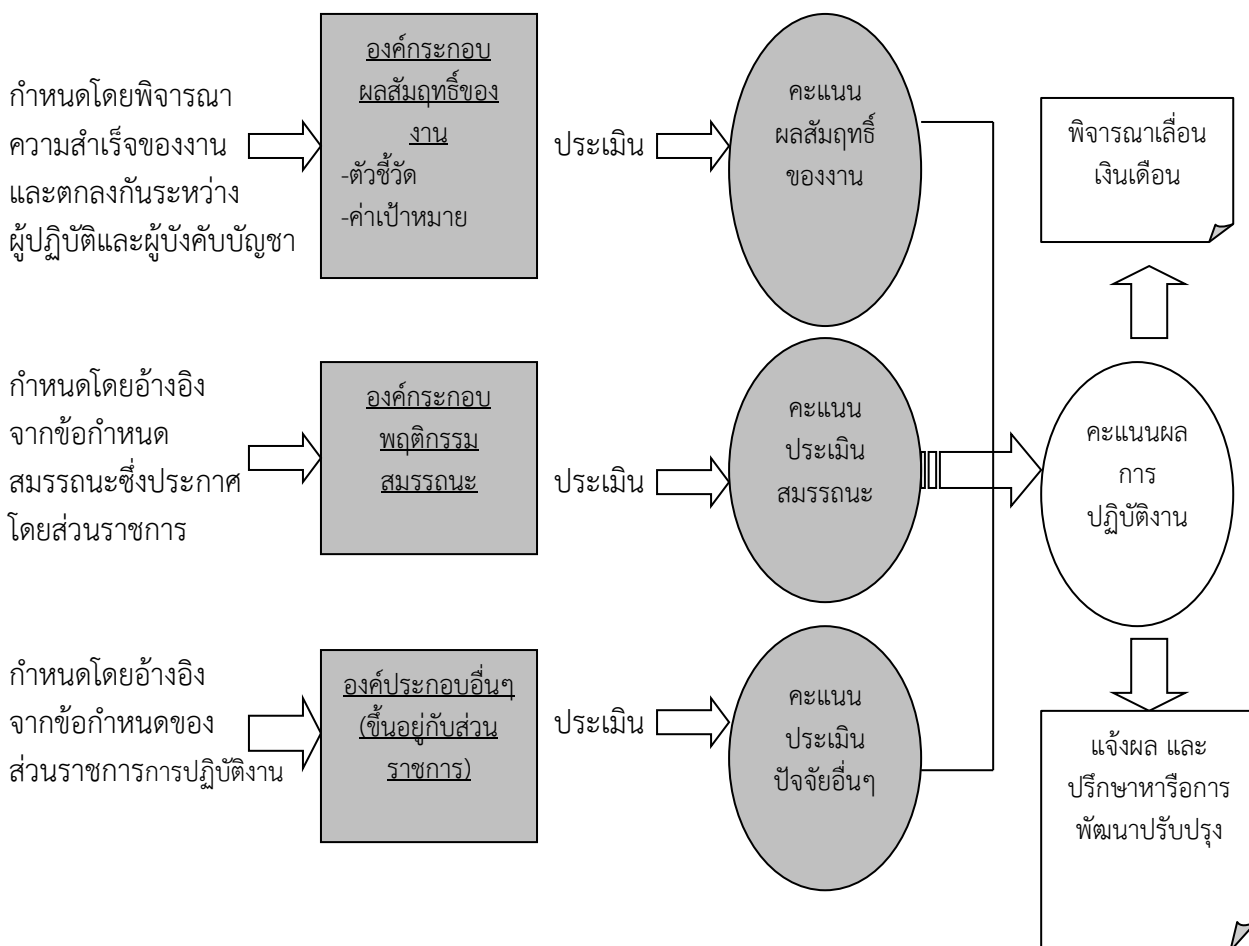 กำหนดโดยพิจารณา
ความสำเร็จของงาน
และตกลงกันระหว่าง
ผู้ปฏิบัติและผู้บังคับบัญชา
องค์กระกอบ
ผลสัมฤทธิ์ของ
งาน
-ตัวชี้วัด
-ค่าเป้าหมาย
ประเมิน
คะแนน
ผลสัมฤทธิ์
ของงาน
พิจารณาเลื่อน
เงินเดือน
กำหนดโดยอ้างอิง
จากข้อกำหนด
สมรรถนะซึ่งประกาศ
โดยส่วนราชการ
องค์กระกอบ
พฤติกรรม
สมรรถนะ
ประเมิน
คะแนน
ประเมิน
สมรรถนะ
คะแนนผล
การ
ปฏิบัติงาน
กำหนดโดยอ้างอิง
จากข้อกำหนดของ
ส่วนราชการการปฏิบัติงาน
องค์ประกอบอื่นๆ
(ขึ้นอยู่กับส่วน
ราชการ)
ประเมิน
คะแนน
ประเมิน
ปัจจัยอื่นๆ
แจ้งผล และ
ปรึกษาหารือการ
พัฒนาปรับปรุง